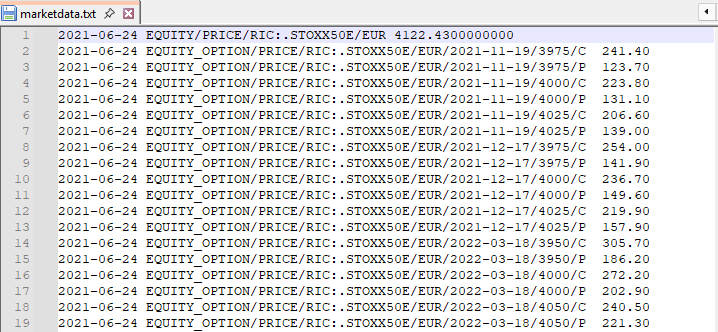 marketdata.txt
1 2021-06-24 EQUITY/PRICE/RIC:.STOXX50E/EUR 4122.4300000000
2 2021-06-24 EQUITY_OPTION/PRICE/RIC:.STOXX50E/EUR/2021-11-19/3975/C 241.40
3 2021-06-24 EQUITY_OPTION/PRICE/RIC:.STOXX50E/EUR/2021-11-19/3975/P 123.70
4 2021-06-24 EQUITY_OPTION/PRICE/RIC:.STOXX50E/EUR/2021-11-19/4000/C 223.80
5 2021-06-24 EQUITY_OPTION/PRICE/RIC:.STOXX50E/EUR/2021-11-19/4000/P 131.10
6 2021-06-24 EQUITY_OPTION/PRICE/RIC:.STOXX50E/EUR/2021-11-19/4025/C 206.60
7 2021-06-24 EQUITY_OPTION/PRICE/RIC:.STOXX50E/EUR/2021-11-19/4025/P 139.00
8 2021-06-24 EQUITY_OPTION/PRICE/RIC:.STOXX50E/EUR/2021-12-17/3975/C 254.00
9 2021-06-24 EQUITY_OPTION/PRICE/RIC:.STOXX50E/EUR/2021-12-17/3975/P 141.90
10 2021-06-24 EQUITY_OPTION/PRICE/RIC:.STOXX50E/EUR/2021-12-17/4000/C 236.70
11 2021-06-24 EQUITY_OPTION/PRICE/RIC:.STOXX50E/EUR/2021-12-17/4000/P 149.60
12 2021-06-24 EQUITY_OPTION/PRICE/RIC:.STOXX50E/EUR/2021-12-17/4025/C 219.90
13 2021-06-24 EQUITY_OPTION/PRICE/RIC:.STOXX50E/EUR/2021-12-17/4025/P 157.90
14 2021-06-24 EQUITY_OPTION/PRICE/RIC:.STOXX50E/EUR/2022-03-18/3950/C 305.70
15 2021-06-24 EQUITY_OPTION/PRICE/RIC:.STOXX50E/EUR/2022-03-18/3950/P 186.20
16 2021-06-24 EQUITY_OPTION/PRICE/RIC:.STOXX50E/EUR/2022-03-18/4000/C 272.20
17 2021-06-24 EQUITY_OPTION/PRICE/RIC:.STOXX50E/EUR/2022-03-18/4000/P 202.90
18 2021-06-24 EQUITY_OPTION/PRICE/RIC:.STOXX50E/EUR/2022-03-18/4050/C 240.50
19 2021-06-24 EQUITY_OPTION/PRICE/RIC:.STOXX50E/EUR/2022-03-18/4050/P 221.30